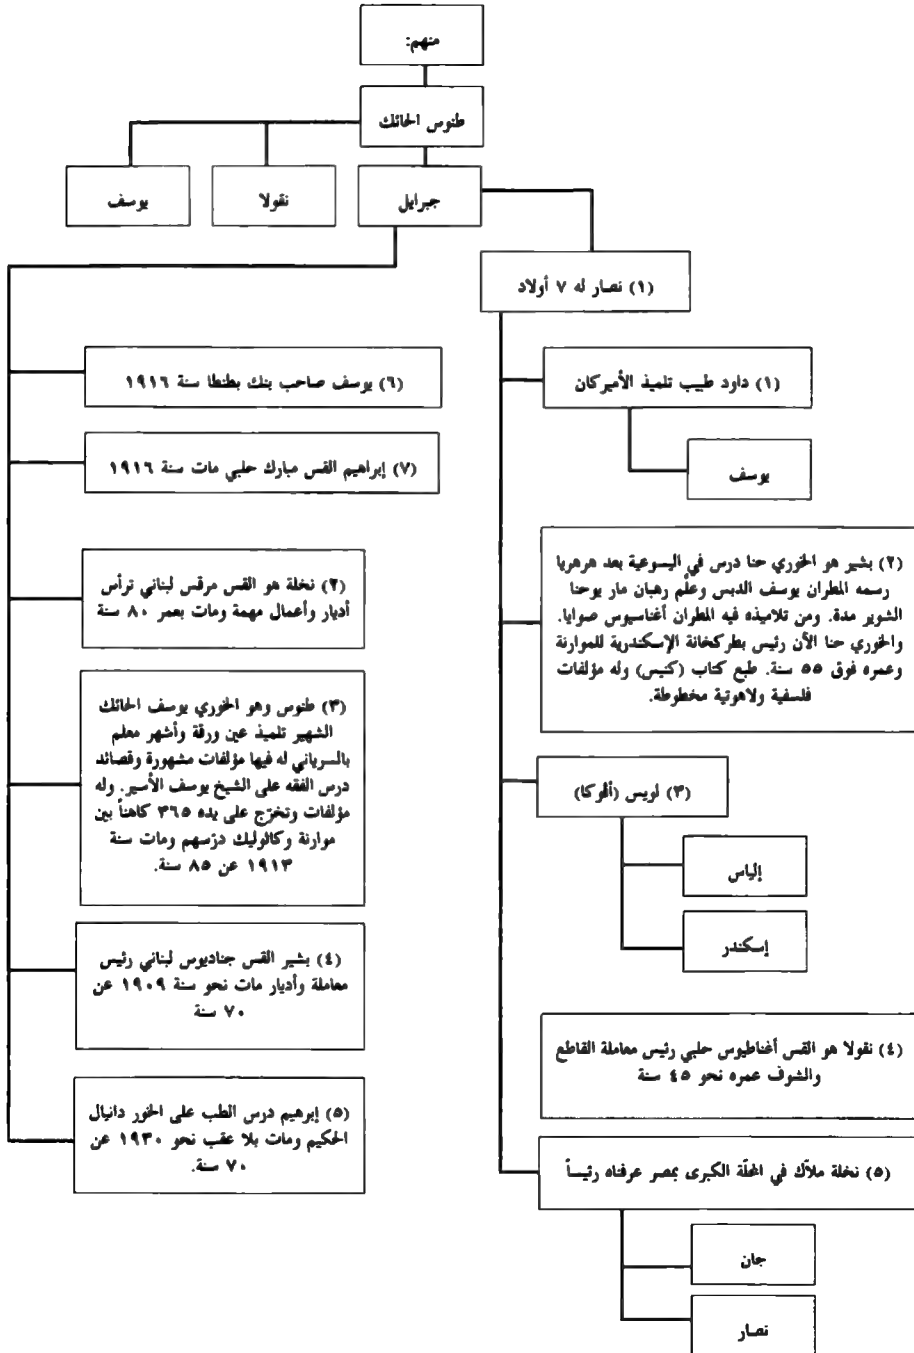 منهم:
طنوس الحائك
جبرايل
نقولا
يوسف
(١) نصار له ٧ أولاد
(١) داود طبيب تلميذ الأميركان
يوسف
(٢) بشير هو الخوري حنا درس في اليسوعية بعد هرهريا
رسمه المطران يوسف الدبس وعلّم رهبان مار يوحنا
الشوير مدة. ومن تلاميذه فيه المطران أغناسيوس صوايا.
والخوري حنا الآن رئيس بطركخانة الإسكندرية للموارنة
وعمره فوق ٥٥ سنة. طبع كتاب (كنيس) وله مؤلفات
فلسفية ولاهوتية مخطوطة.
(٣) لويس (أفوكا)
إلياس
إسكندر
(٤) نقولا هو القس أغناطيوس حلبي رئيس معاملة القاطع
والشوف عمره نحو ٤٥ سنة
(٥) نخلة ملاّك في المحلّة الكبرى بمصر عرفناه رئيساً
جان
نصار
(٦) يوسف صاحب بنك بطنطا سنة ١٩١٦
(٧) إبراهيم القس مبارك حلبي مات سنة ١٩١٦
(٢) نخلة هو القس مرقس لبناني ترأس
أديار وأعمال مهمة ومات بعمر ٨٠ سنة
(٣) طنوس وهو الخوري يوسف الحائك
الشهير تلميذ عين ورقة وأشهر معلم
بالسرياني له فيها مؤلفات مشهورة وقصائد
درس الفقه على الشيخ يوسف الأسير. وله
مؤلفات وتخرّج على يده ٣٦٥ كاهناً بين
موارنة وكالوليك درّسهم ومات سنة
١٩١٣ عن ٨٥ سنة.
(٤) بشير القس جناديوس لبناني رئيس
معاملة وأديار مات نحو سنة ١٩٠٩ عن
٧٠ سنة
(٥) إبرهيم درس الطب على الخور دانيال
الحكيم ومات بلا عقب نحو ١٩٣٠ عن
٧٠ سنة.